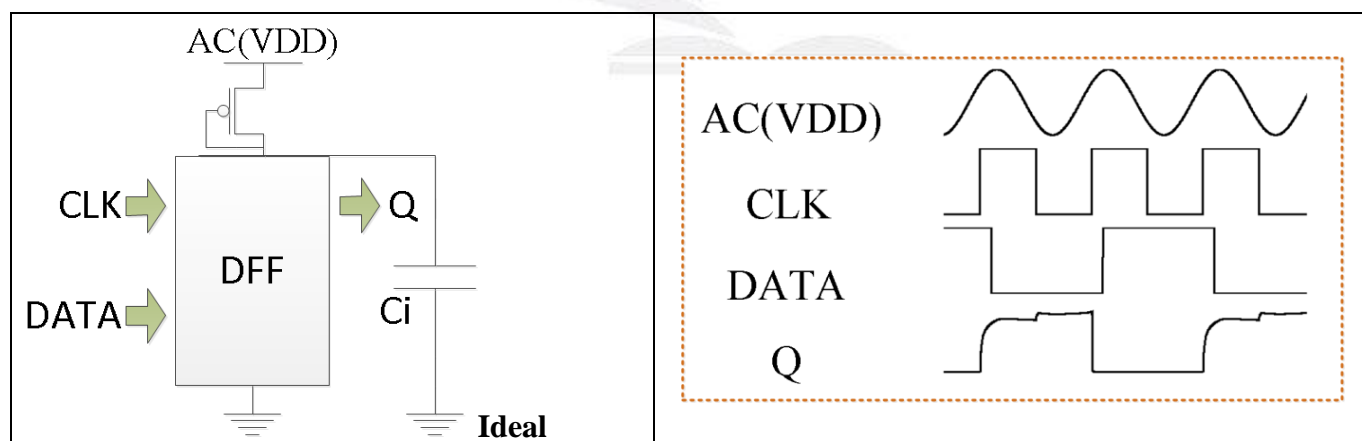 AC(VDD)
CLK
Q
DFF
DATA
Ci
Ideal
AC(VDD)
CLK
DATA
Q